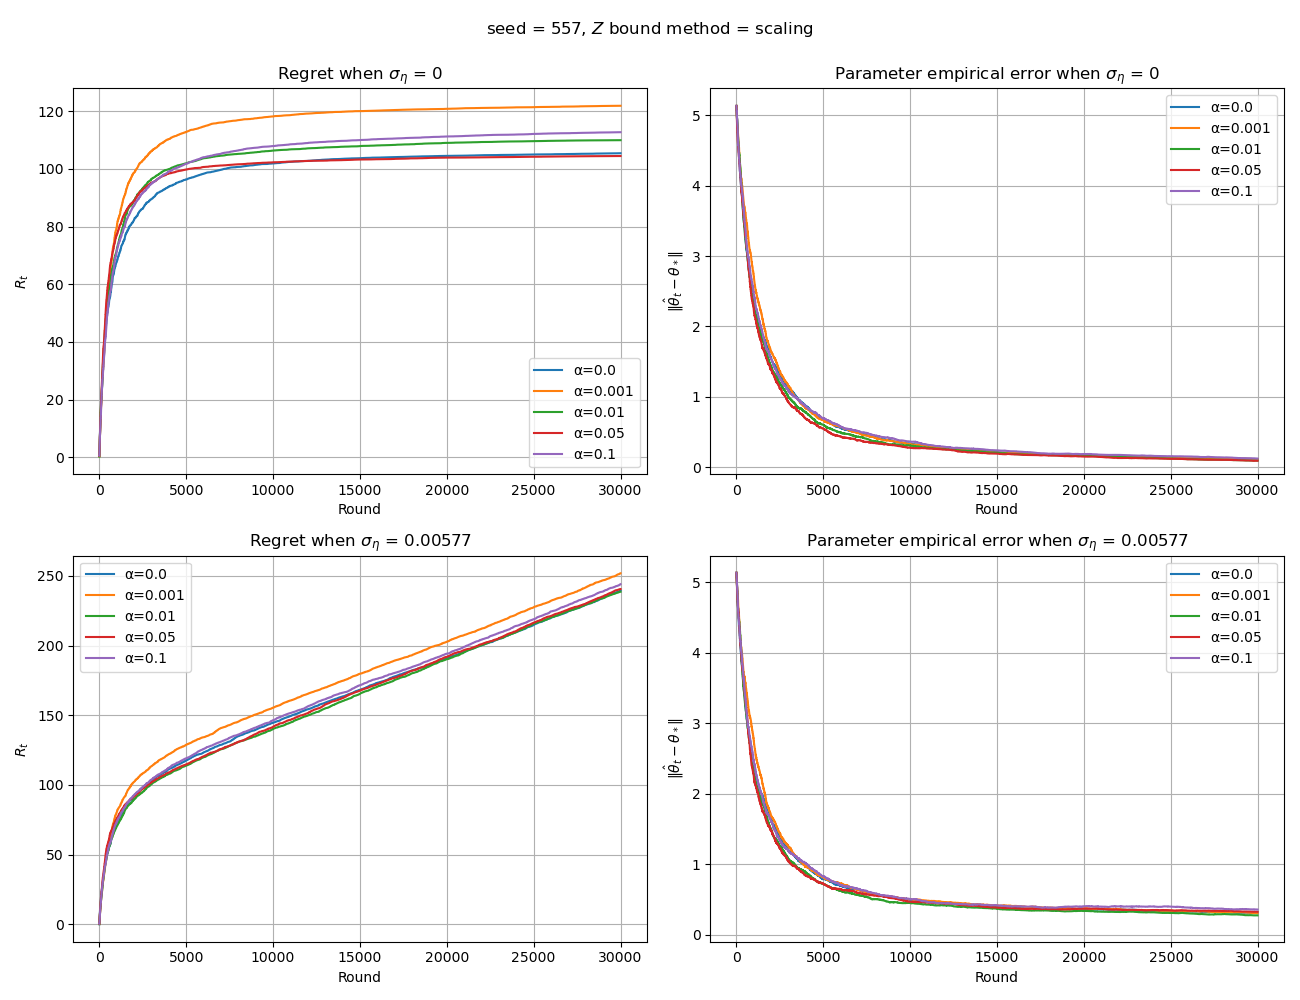 seed = 557, Z bound method = scaling
Regret when σ_η = 0
120
100
80
60
40
20
0
R_t
α=0.0
α=0.001
α=0.01
α=0.05
α=0.1
0 5000 10000 15000 20000 25000 30000
Round
Parameter empirical error when σ_η = 0
5
4
3
2
1
0
‖θ̂_t − θ_*‖
α=0.0
α=0.001
α=0.01
α=0.05
α=0.1
0 5000 10000 15000 20000 25000 30000
Round
Regret when σ_η = 0.00577
250
200
150
100
50
0
R_t
α=0.0
α=0.001
α=0.01
α=0.05
α=0.1
0 5000 10000 15000 20000 25000 30000
Round
Parameter empirical error when σ_η = 0.00577
5
4
3
2
1
0
‖θ̂_t − θ_*‖
α=0.0
α=0.001
α=0.01
α=0.05
α=0.1
0 5000 10000 15000 20000 25000 30000
Round